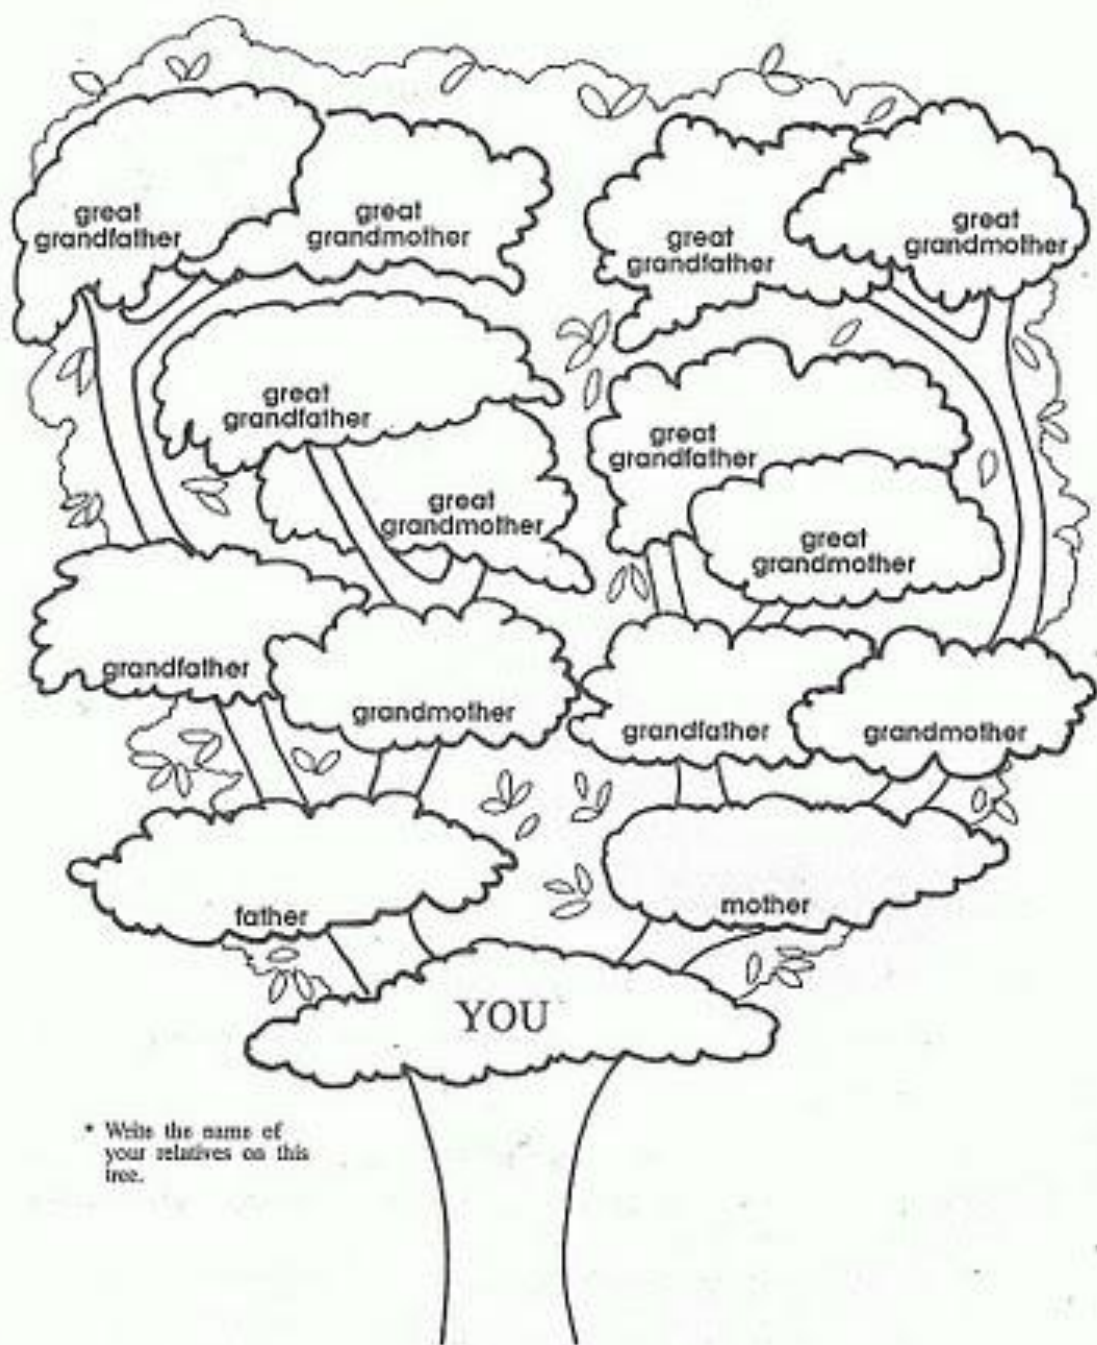 great
grandfather
great
grandmother
great
grandfather
great
grandmother
great
grandfather
great
grandmother
great
grandfather
great
grandmother
grandfather
grandmother
grandfather
grandmother
father
mother
YOU
* Write the name of
your relatives on this
tree.